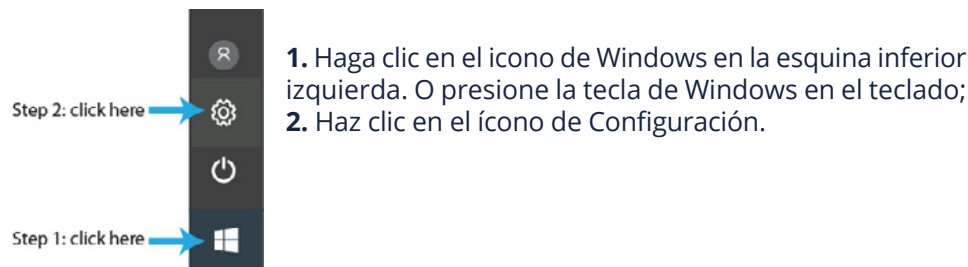 1. Haga clic en el icono de Windows en la esquina inferior
izquierda. O presione la tecla de Windows en el teclado;
2. Haz clic en el ícono de Configuración.
Step 2: click here
Step 1: click here